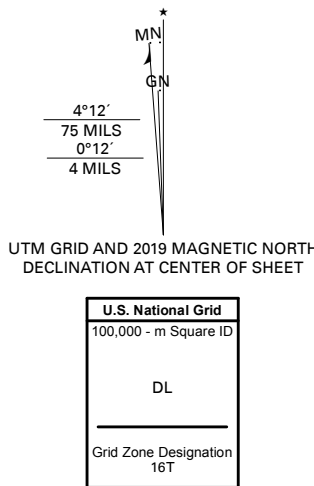 ★
MN
GN
4°12´
75 MILS
0°12´
4 MILS
UTM GRID AND 2019 MAGNETIC NORTH
DECLINATION AT CENTER OF SHEET
U.S. National Grid
100,000 - m Square ID
DL
Grid Zone Designation
16T